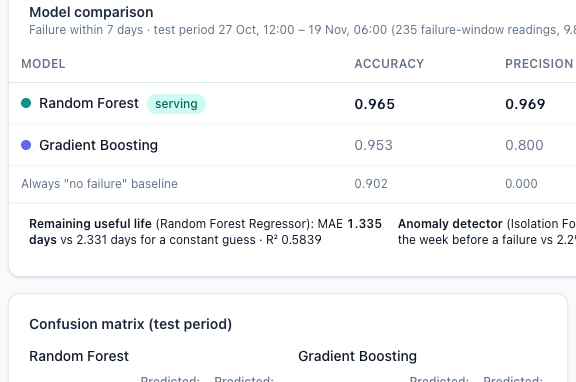 Model comparison
Failure within 7 days · test period 27 Oct, 12:00 – 19 Nov, 06:00 (235 failure-window readings, 9.8
MODEL ACCURACY PRECISION
Random Forest serving 0.965 0.969
Gradient Boosting 0.953 0.800
Always "no failure" baseline 0.902 0.000
Remaining useful life (Random Forest Regressor): MAE 1.335
days vs 2.331 days for a constant guess · R² 0.5839
Anomaly detector (Isolation Fo
the week before a failure vs 2.2
Confusion matrix (test period)
Random Forest Gradient Boosting
Predicted: Predicted: Predicted: Predicted: